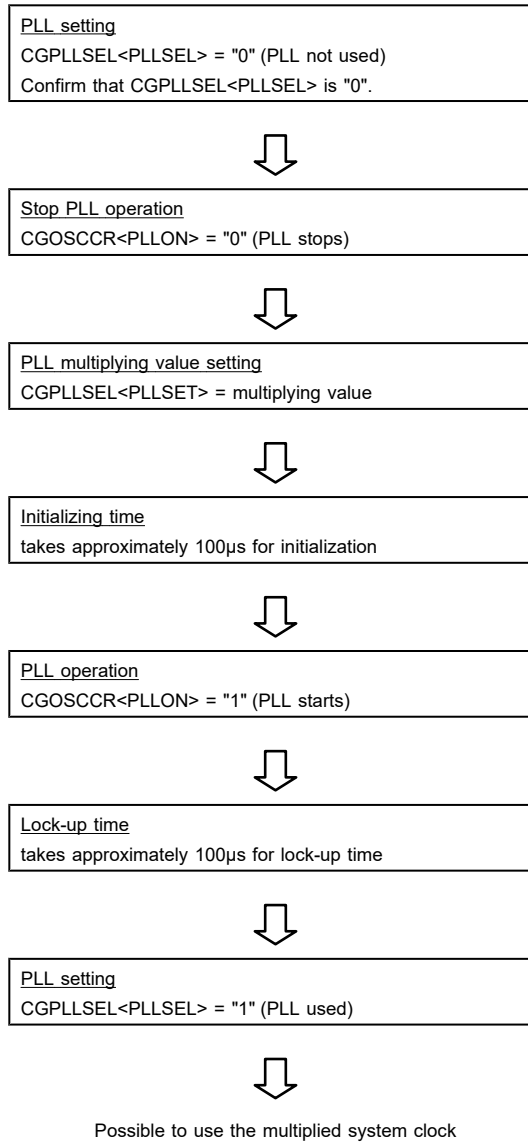 PLL setting
CGPLLSEL<PLLSEL> = "0" (PLL not used)
Confirm that CGPLLSEL<PLLSEL> is "0".
Stop PLL operation
CGOSCCR<PLLON> = "0" (PLL stops)
PLL multiplying value setting
CGPLLSEL<PLLSET> = multiplying value
Initializing time
takes approximately 100μs for initialization
PLL operation
CGOSCCR<PLLON> = "1" (PLL starts)
Lock-up time
takes approximately 100μs for lock-up time
PLL setting
CGPLLSEL<PLLSEL> = "1" (PLL used)
Possible to use the multiplied system clock